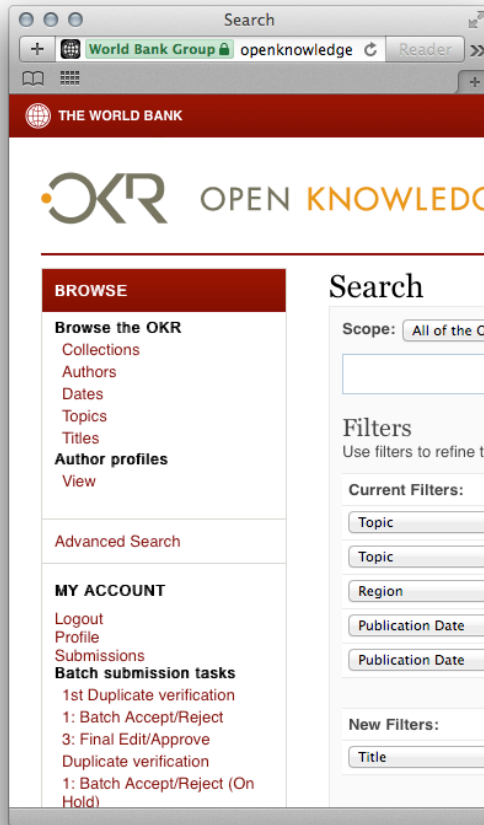 Search
World Bank Group openknowledge Reader
THE WORLD BANK
OKR OPEN KNOWLEDG
BROWSE
Browse the OKR
Collections
Authors
Dates
Topics
Titles
Author profiles
View
Advanced Search
MY ACCOUNT
Logout
Profile
Submissions
Batch submission tasks
1st Duplicate verification
1: Batch Accept/Reject
3: Final Edit/Approve
Duplicate verification
1: Batch Accept/Reject (On
Hold)
Search
Scope: All of the O
Filters
Use filters to refine t
Current Filters:
Topic
Topic
Region
Publication Date
Publication Date
New Filters:
Title